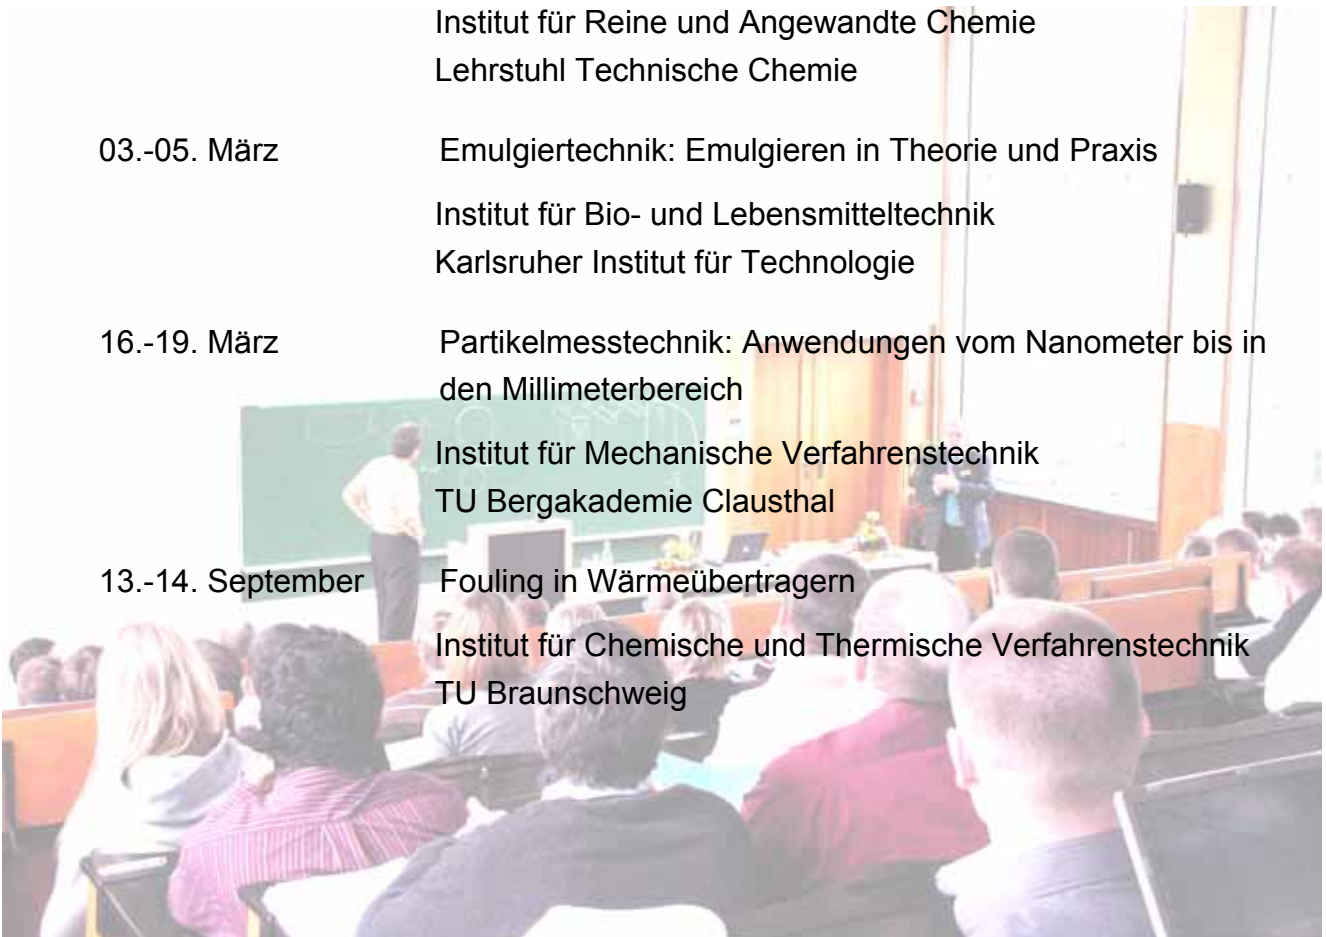 Institut für Reine und Angewandte Chemie
Lehrstuhl Technische Chemie
03.-05. März Emulgiertechnik: Emulgieren in Theorie und Praxis
Institut für Bio- und Lebensmitteltechnik
Karlsruher Institut für Technologie
16.-19. März Partikelmesstechnik: Anwendungen vom Nanometer bis in
den Millimeterbereich
Institut für Mechanische Verfahrenstechnik
TU Bergakademie Clausthal
13.-14. September Fouling in Wärmeübertragern
Institut für Chemische und Thermische Verfahrenstechnik
TU Braunschweig